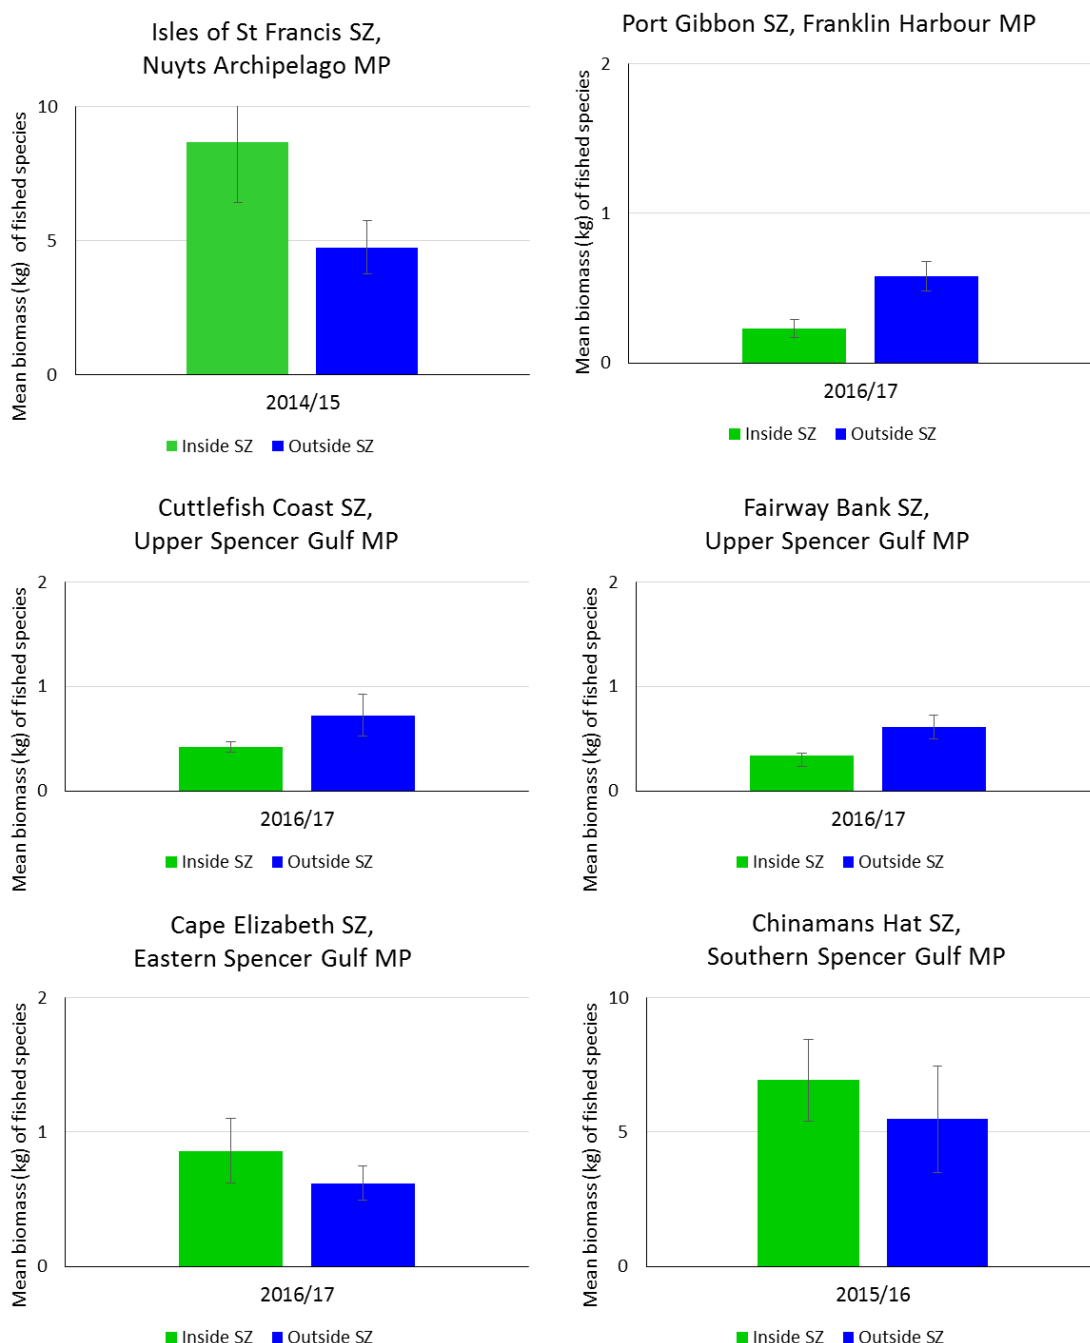 Isles of St Francis SZ,
Nuyts Archipelago MP
Mean biomass (kg) of fished species
10
5
0
2014/15
Inside SZ Outside SZ
Port Gibbon SZ, Franklin Harbour MP
Mean biomass (kg) of fished species
2
1
0
2016/17
Inside SZ Outside SZ
Cuttlefish Coast SZ,
Upper Spencer Gulf MP
Mean biomass (kg) of fished species
2
1
0
2016/17
Inside SZ Outside SZ
Fairway Bank SZ,
Upper Spencer Gulf MP
Mean biomass (kg) of fished species
2
1
0
2016/17
Inside SZ Outside SZ
Cape Elizabeth SZ,
Eastern Spencer Gulf MP
Mean biomass (kg) of fished species
2
1
0
2016/17
Inside SZ Outside SZ
Chinamans Hat SZ,
Southern Spencer Gulf MP
Mean biomass (kg) of fished species
10
5
0
2015/16
Inside SZ Outside SZ